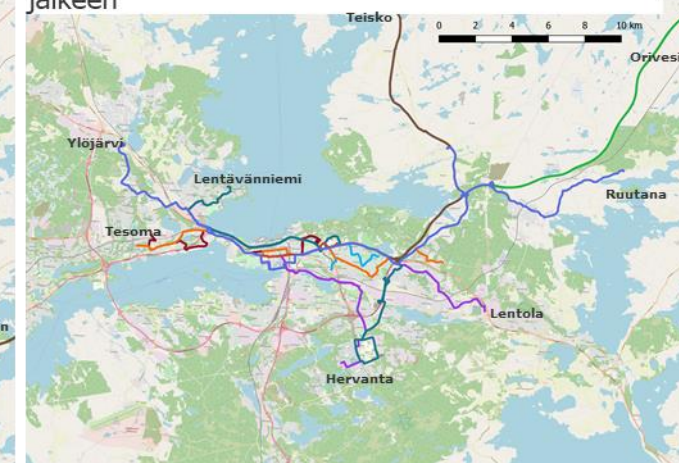 jälkeen
Teisko
0 2 4 6 8 10 km
Orivesi
Ylöjärvi
Lentävänniemi
Ruutana
Tesoma
Lentola
n
Hervanta